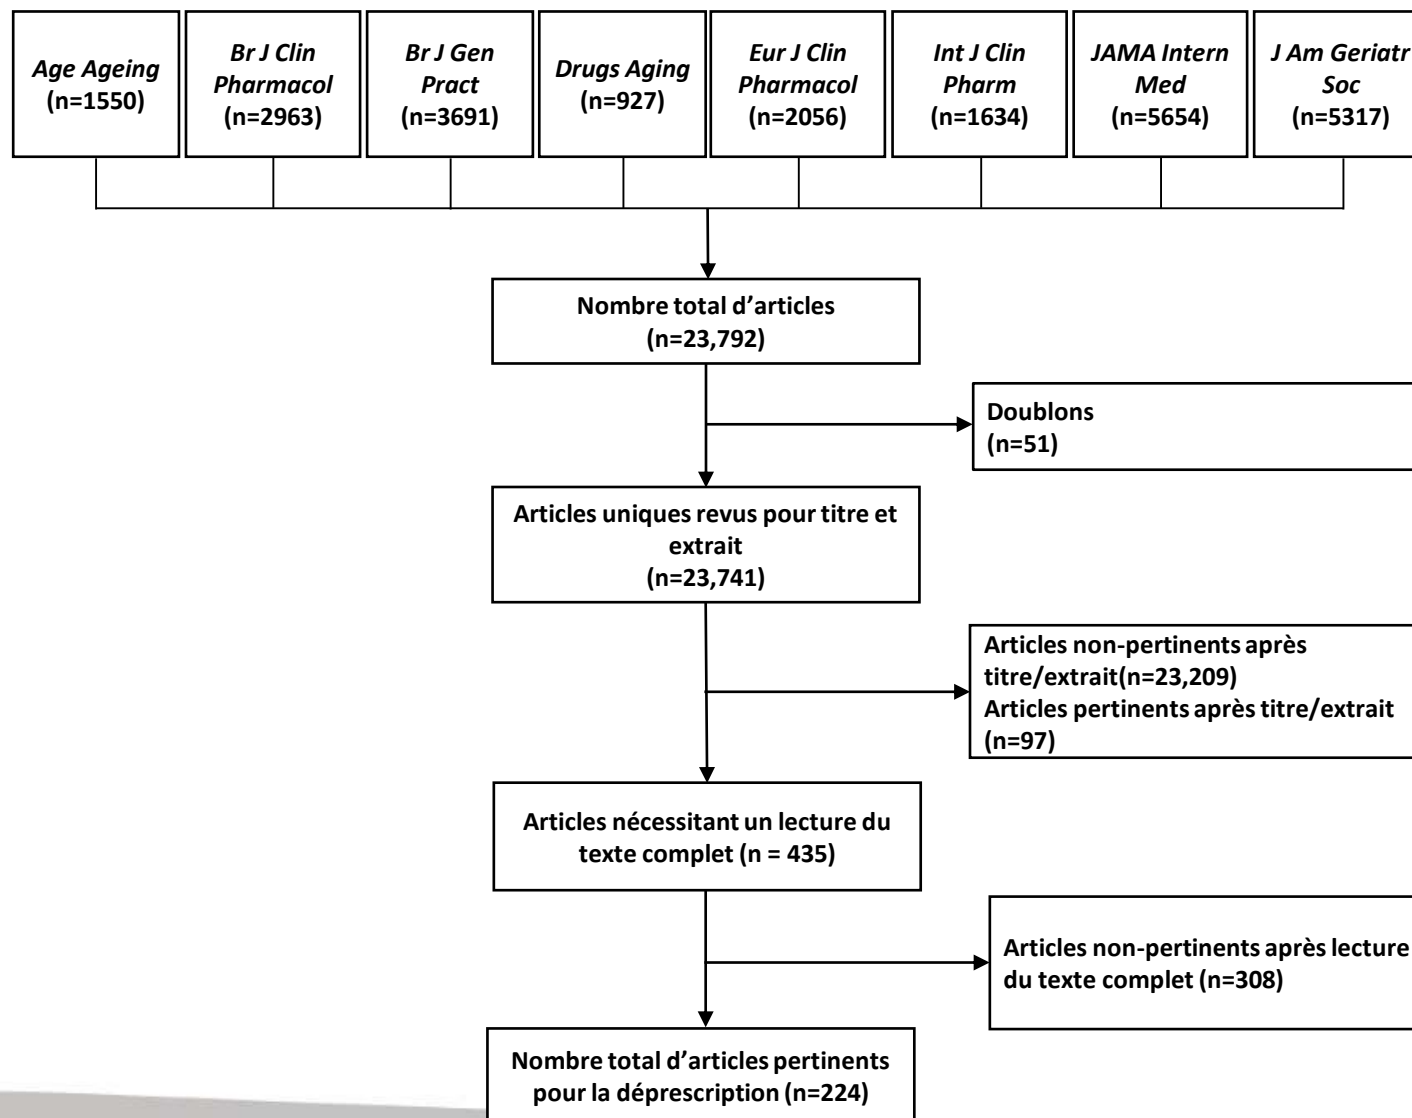 Age Ageing
(n=1550)
Br J Clin
Pharmacol
(n=2963)
Br J Gen
Pract
(n=3691)
Drugs Aging
(n=927)
Eur J Clin
Pharmacol
(n=2056)
Int J Clin
Pharm
(n=1634)
JAMA Intern
Med
(n=5654)
J Am Geriatr
Soc
(n=5317)
Nombre total d’articles
(n=23,792)
Doublons
(n=51)
Articles uniques revus pour titre et
extrait
(n=23,741)
Articles non-pertinents après
titre/extrait(n=23,209)
Articles pertinents après titre/extrait
(n=97)
Articles nécessitant un lecture du
texte complet (n = 435)
Articles non-pertinents après lecture
du texte complet (n=308)
Nombre total d’articles pertinents
pour la déprescription (n=224)